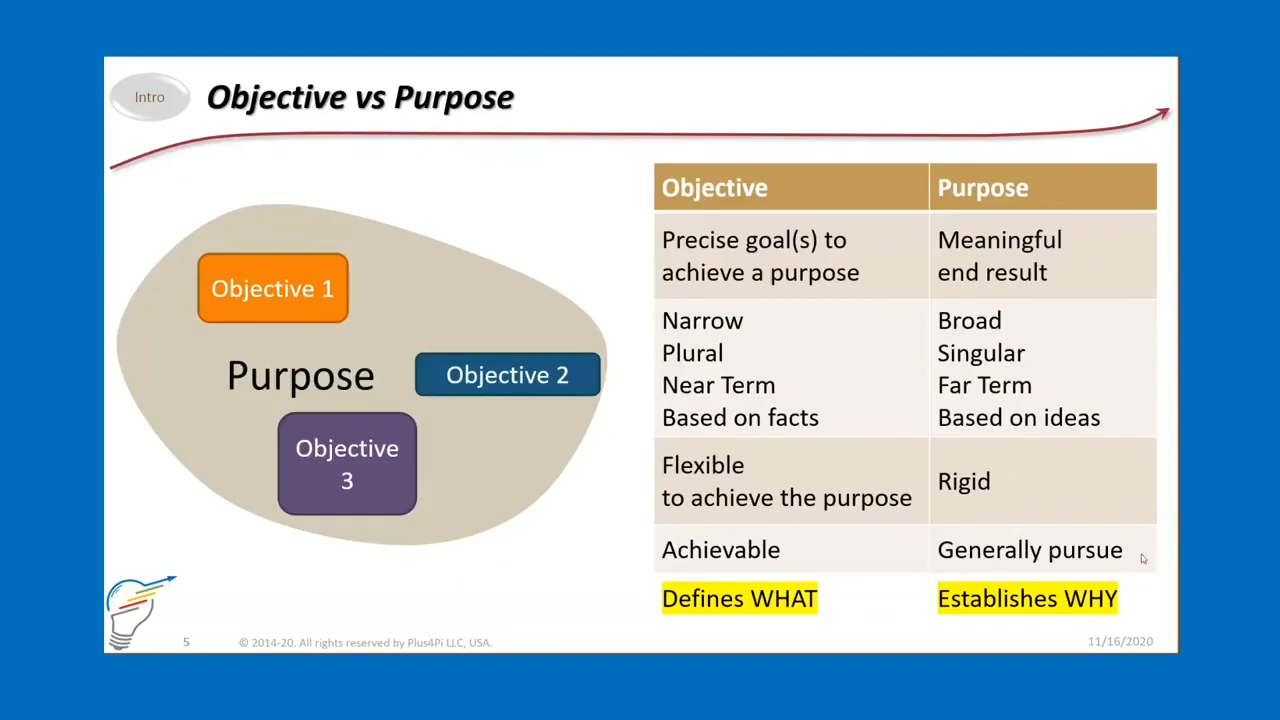 Intro
Objective vs Purpose
Objective 1
Purpose
Objective 2
Objective
3
Objective
Purpose
Precise goal(s) to
achieve a purpose
Meaningful
end result
Narrow
Plural
Near Term
Based on facts
Broad
Singular
Far Term
Based on ideas
Flexible
to achieve the purpose
Rigid
Achievable
Generally pursue
Defines WHAT
Establishes WHY
5
© 2014-20. All rights reserved by Plus4Pi LLC, USA.
11/16/2020